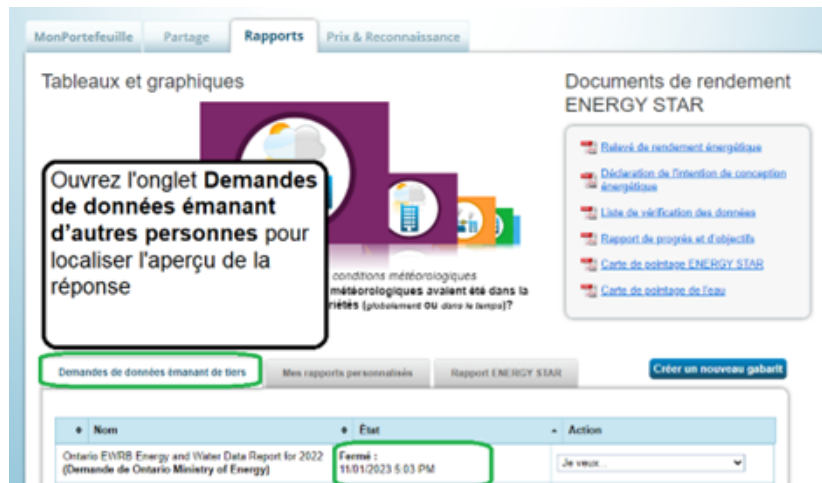 MonPortefeuille
Partage
Rapports
Prix & Reconnaissance
Tableaux et graphiques
Ouvrez l'onglet Demandes
de données émanant
d'autres personnes pour
localiser l'aperçu de la
réponse
conditions météorologiques
météorologiques avaient été dans la
riétés (globalement ou dans le temps)?
Documents de rendement
ENERGY STAR
Relevé de rendement énergétique
Déclaration de l'intention de conception
énergétique
Liste de vérification des données
Rapport de progrès et d'objectifs
Carte de pointage ENERGY STAR
Carte de pointage de l'eau
Demandes de données émanant de tiers
Mes rapports personnalisés
Rapport ENERGY STAR
Créer un nouveau gabarit
Nom
État
Action
Ontario EWRB Energy and Water Data Report for 2022
(Demande de Ontario Ministry of Energy)
Fermé :
11/01/2023 5:03 PM
Je veux...